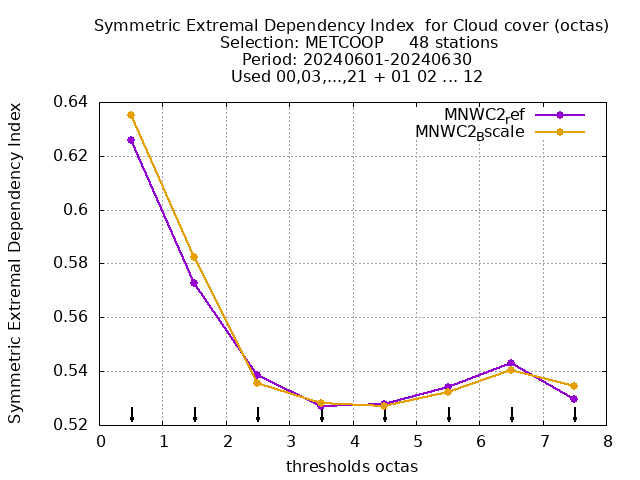 Symmetric Extremal Dependency Index  for Cloud cover (octas)
Selection: METCOOP     48 stations
Period: 20240601-20240630
Used 00,03,...,21 + 01 02 ... 12
MNWC2ref
MNWC2Bscale
Symmetric Extremal Dependency Index
0.64
0.62
0.6
0.58
0.56
0.54
0.52
0 1 2 3 4 5 6 7 8
thresholds octas